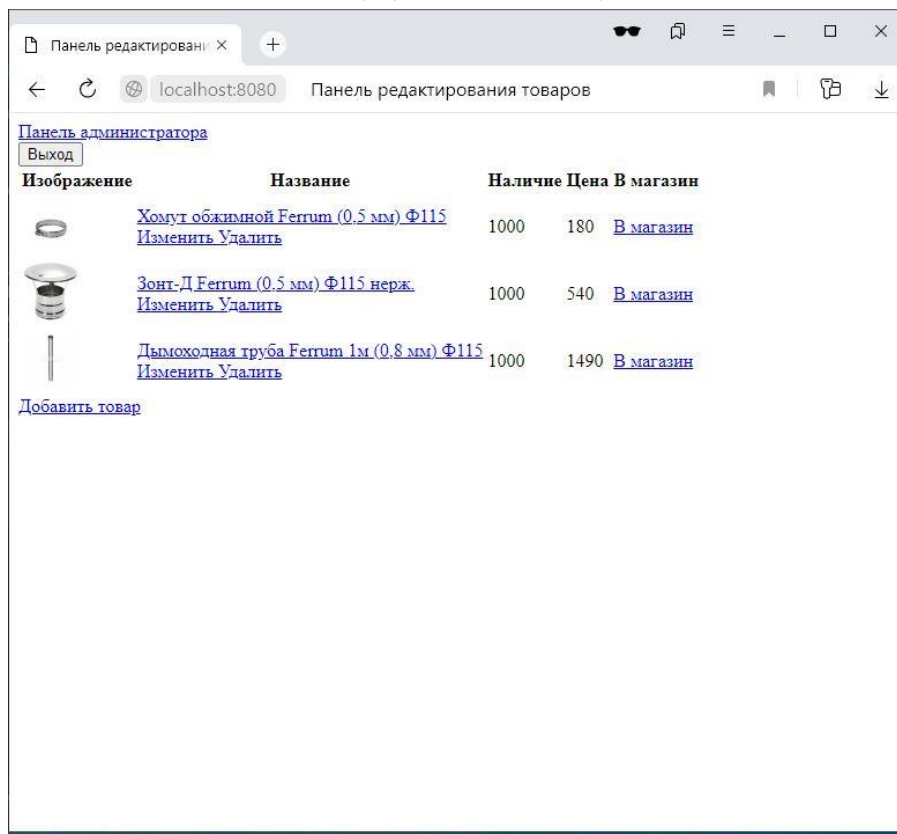 Панель редактировани
localhost:8080 Панель редактирования товаров
Панель администратора
Выход
Изображение Название Наличие Цена В магазин
Хомут обжимной Ferrum (0,5 мм) Ф115
Изменить Удалить
1000 180 В магазин
Зонт-Д Ferrum (0,5 мм) Ф115 нерж.
Изменить Удалить
1000 540 В магазин
Дымоходная труба Ferrum 1м (0,8 мм) Ф115
Изменить Удалить
1000 1490 В магазин
Добавить товар